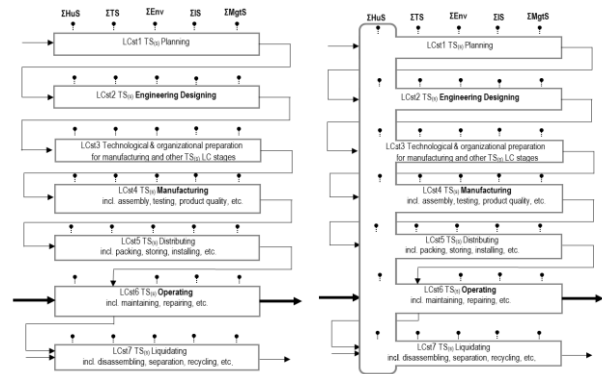 ΣHuS ΣTS ΣEnv ΣIS ΣMgtS
LCst1 TS(s) Planning
LCst2 TS(s) Engineering Designing
LCst3 Technological & organizational preparation
for manufacturing and other TS(s) LC stages
LCst4 TS(s) Manufacturing
incl. assembly, testing, product quality, etc.
LCst5 TS(s) Distributing
incl. packing, storing, installing, etc.
LCst6 TS(s) Operating
incl. maintaining, repairing, etc.
LCst7 TS(s) Liquidating
incl. disassembling, separation, recycling, etc.
ΣHuS ΣTS ΣEnv ΣIS ΣMgtS
LCst1 TS(s) Planning
LCst2 TS(s) Engineering Designing
LCst3 Technological & organizational preparation
for manufacturing and other TS(s) LC stages
LCst4 TS(s) Manufacturing
incl. assembly, testing, product quality, etc.
LCst5 TS(s) Distributing
incl. packing, storing, installing, etc.
LCst6 TS(s) Operating
incl. maintaining, repairing, etc.
LCst7 TS(s) Liquidating
incl. disassembling, separation, recycling, etc.